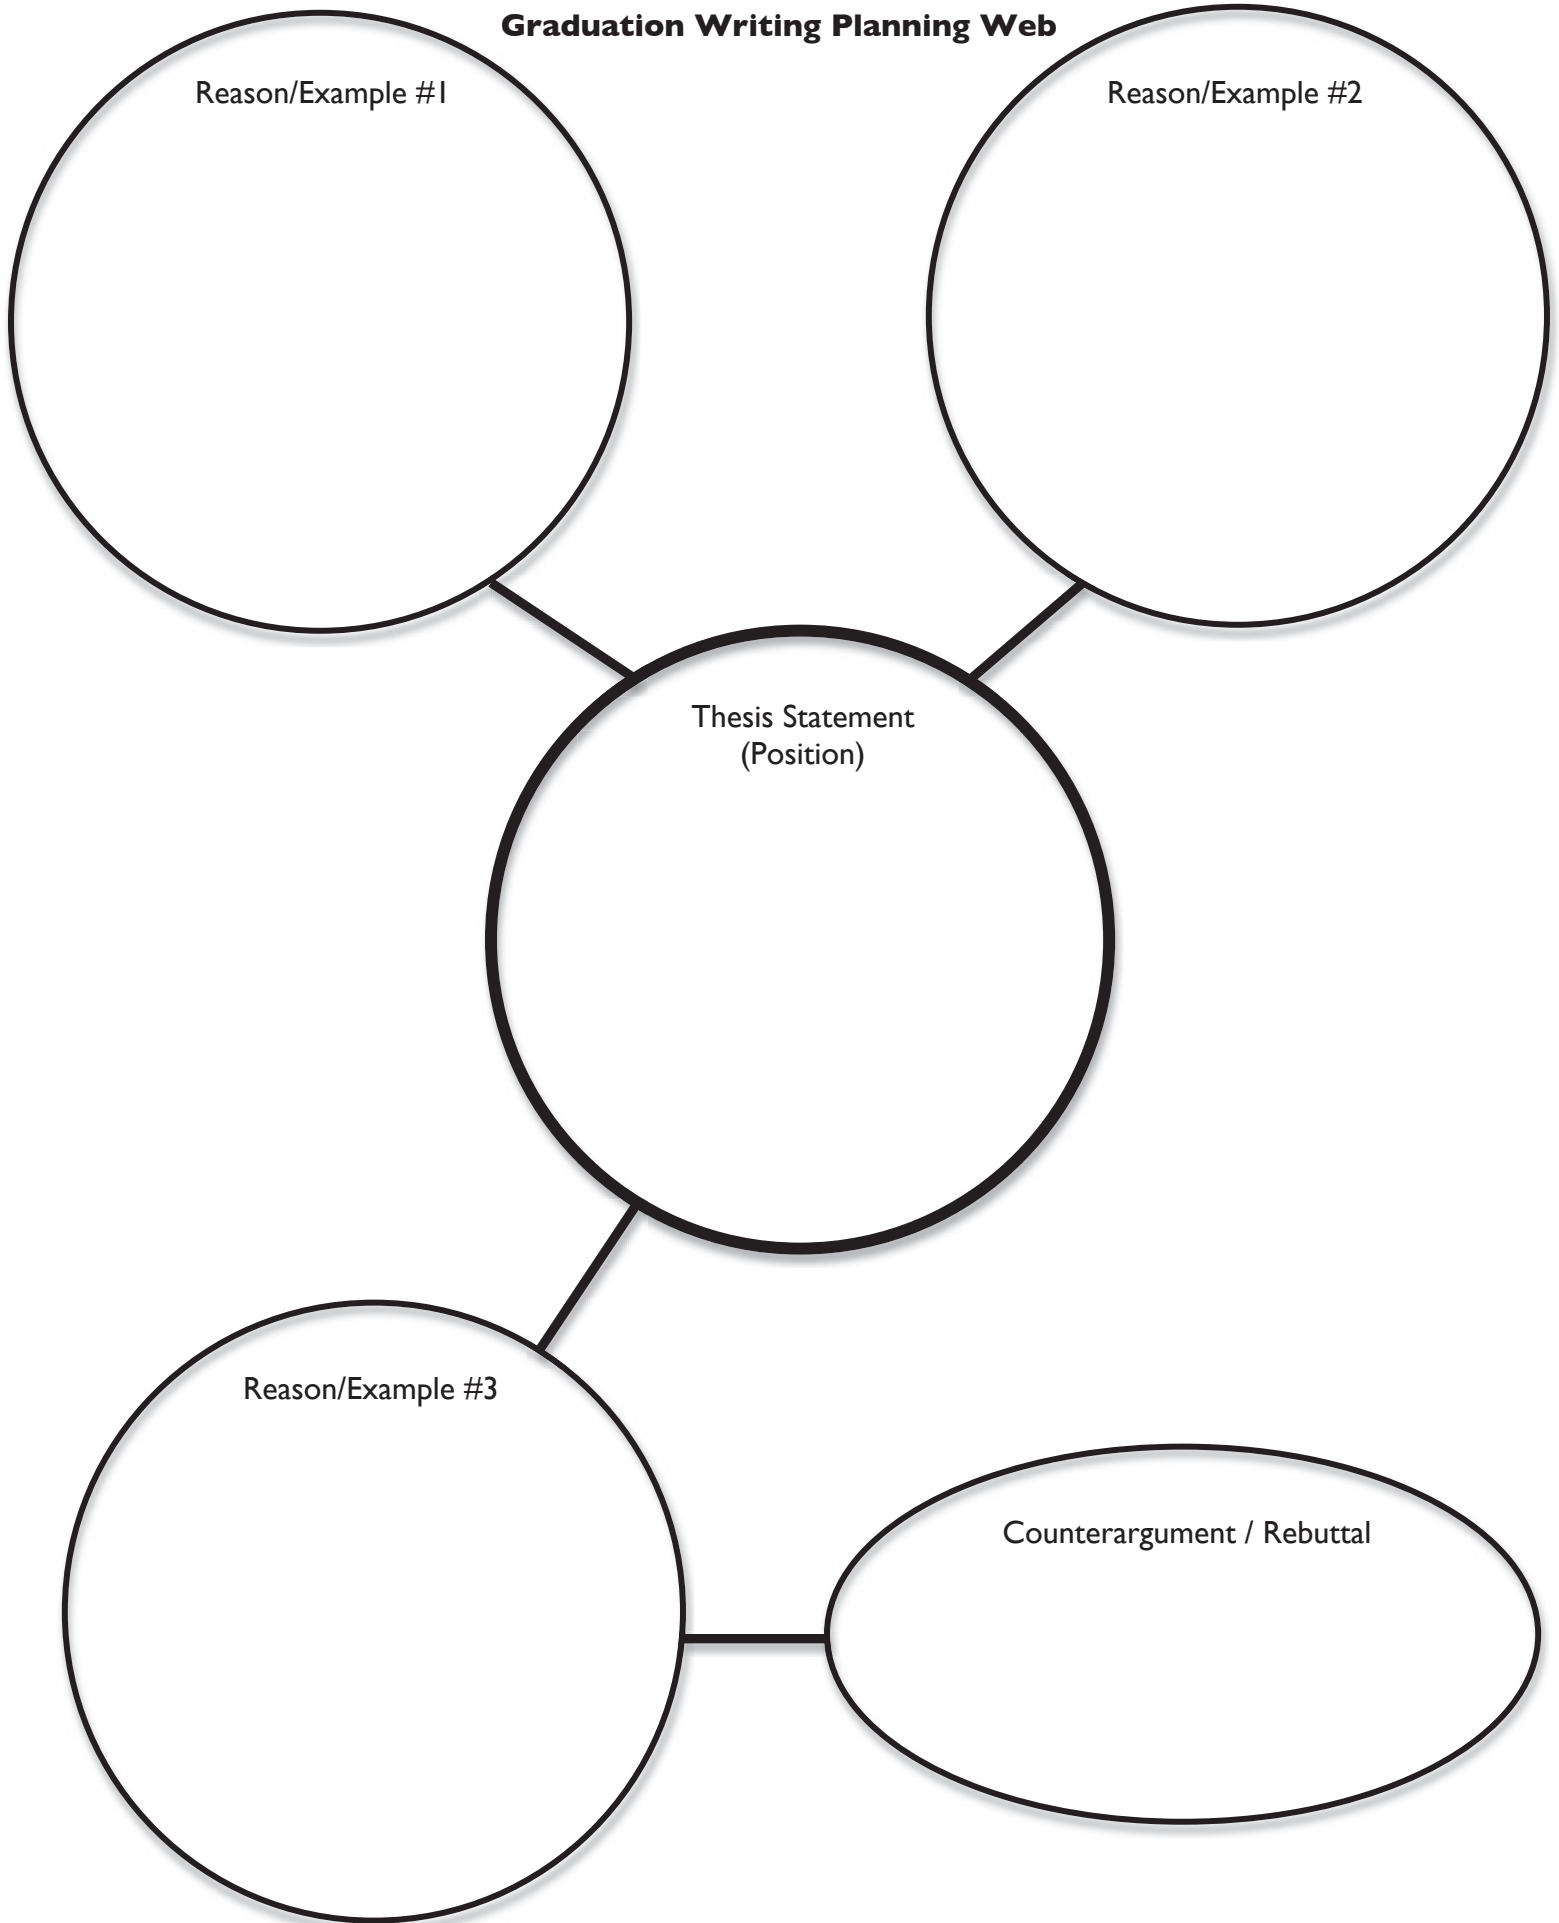 Graduation Writing Planning Web
Reason/Example #1
Reason/Example #2
Thesis Statement
(Position)
Reason/Example #3
Counterargument / Rebuttal